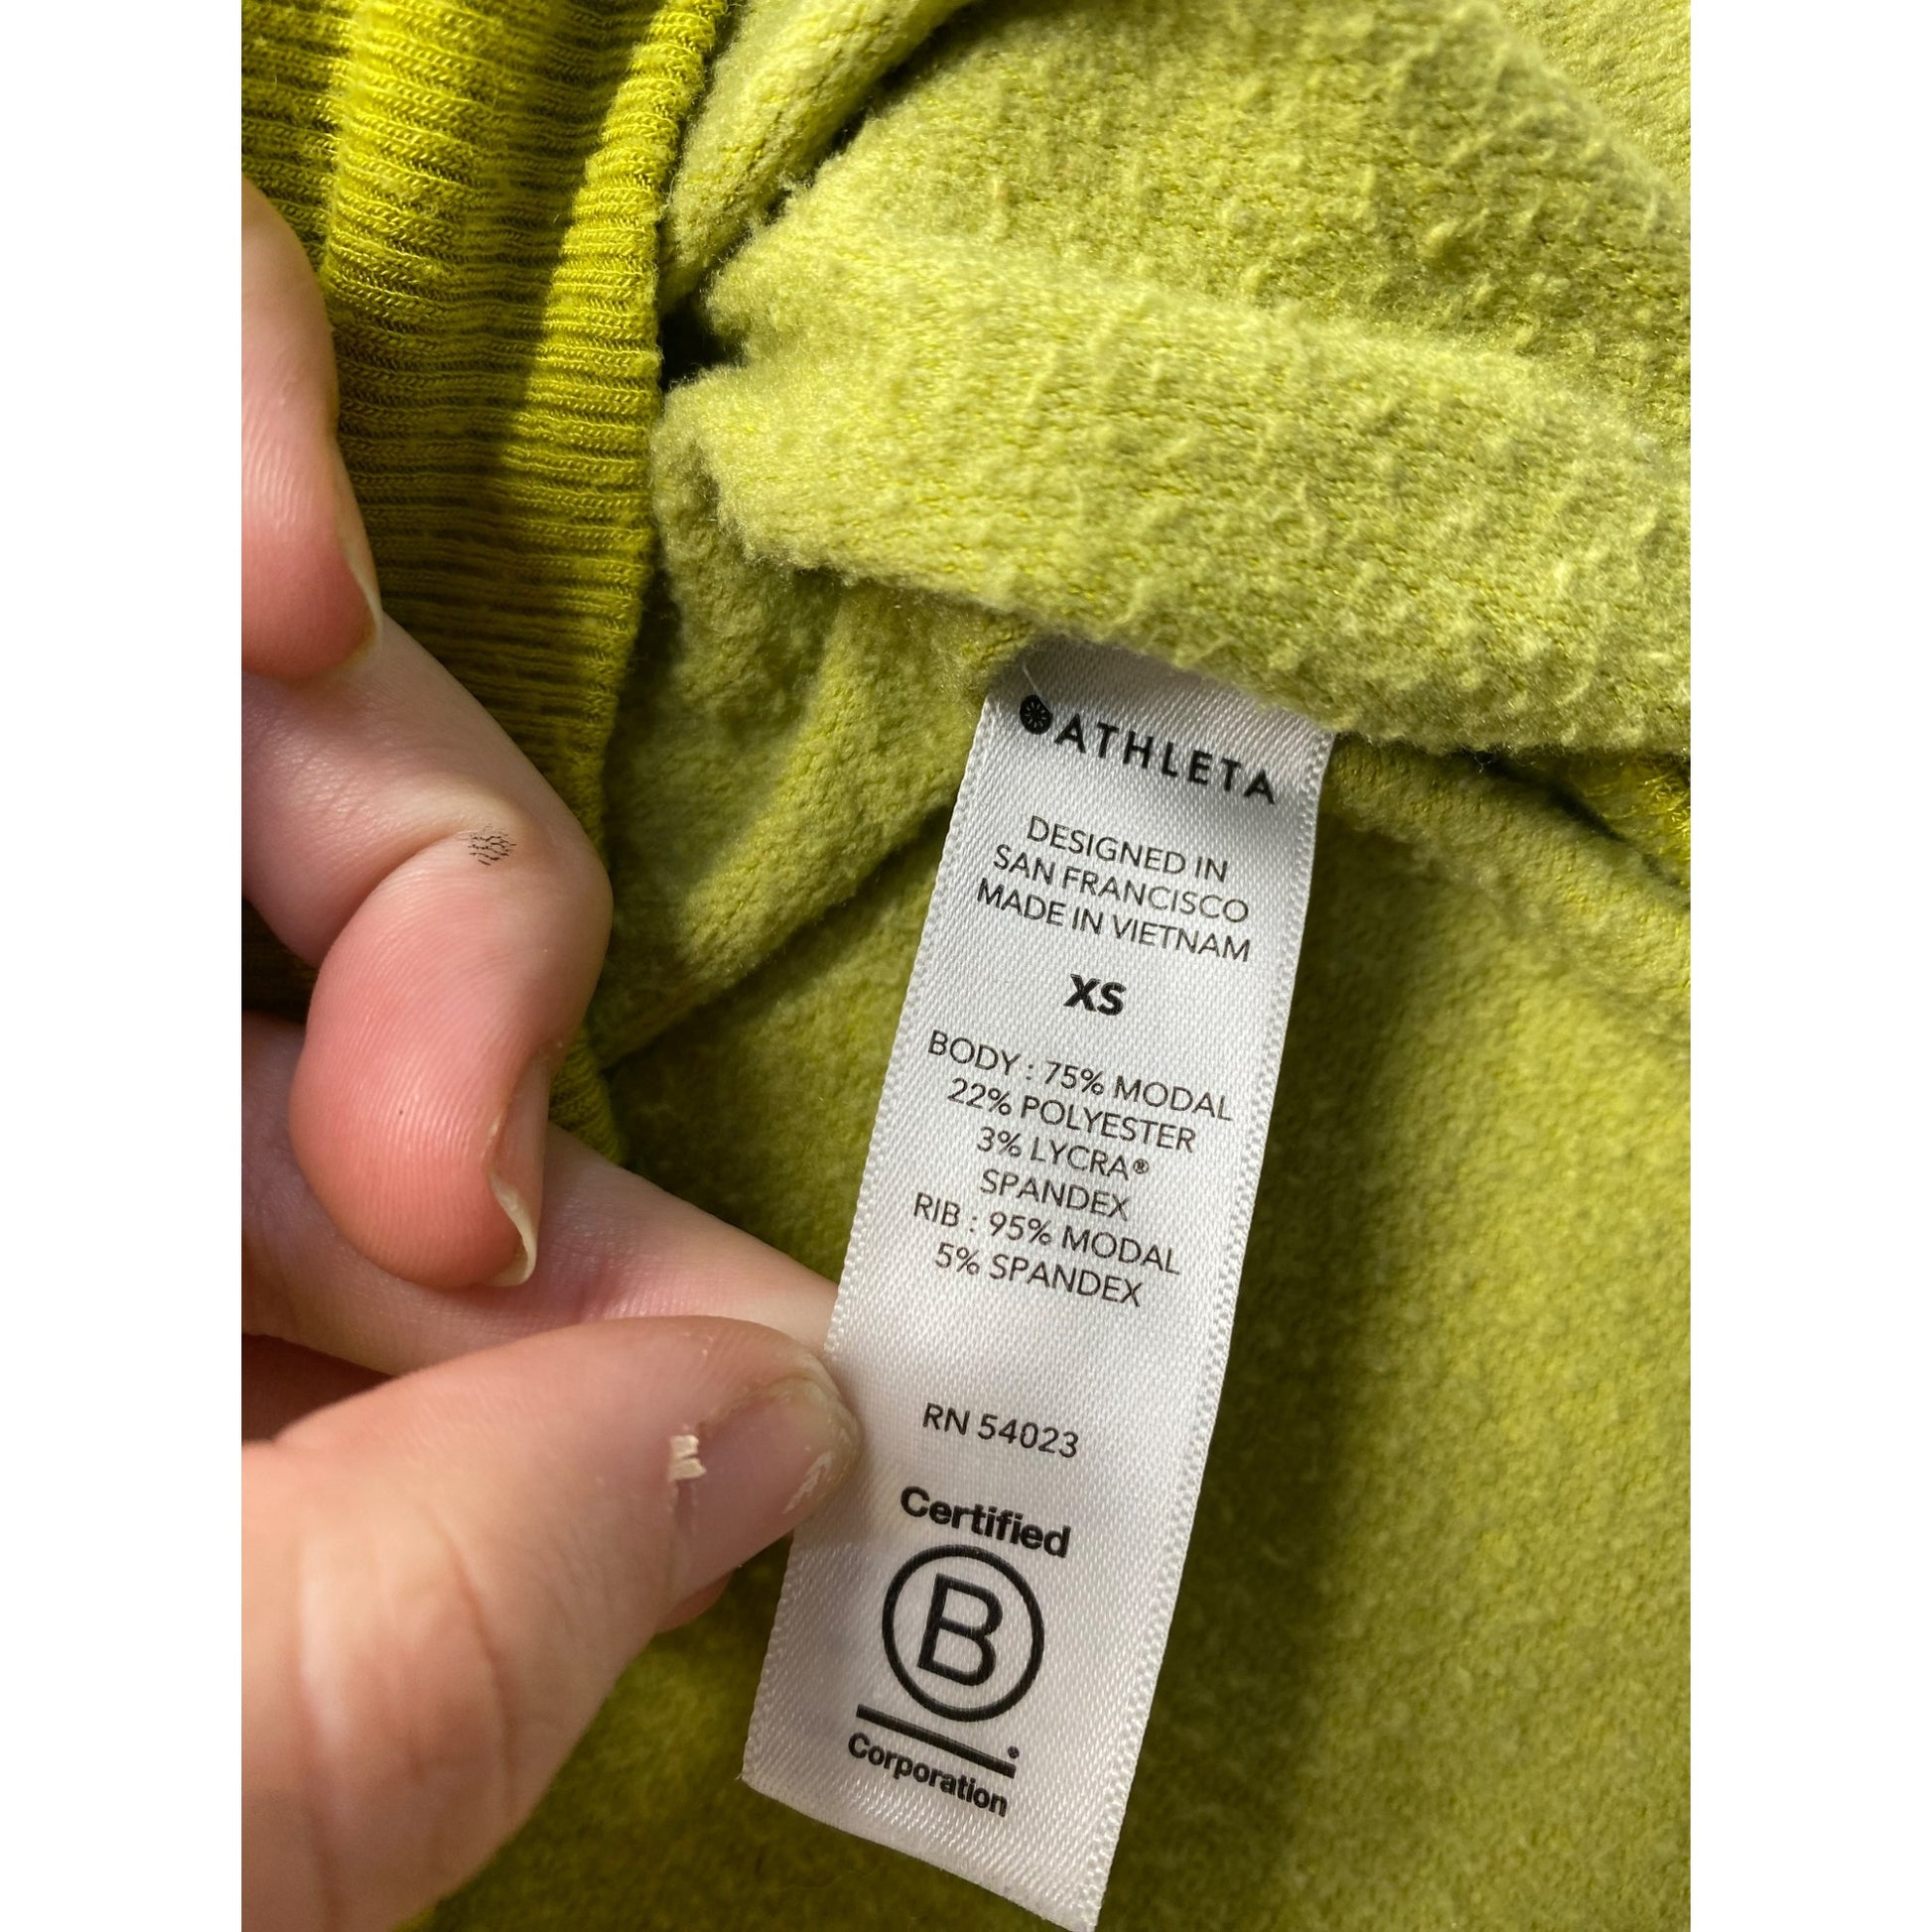 ATHLETA
DESIGNED IN
SAN FRANCISCO
MADE IN VIETNAM
XS
BODY : 75% MODAL
22% POLYESTER
3% LYCRA®
SPANDEX
RIB : 95% MODAL
5% SPANDEX
RN 54023
Certified
B
Corporation